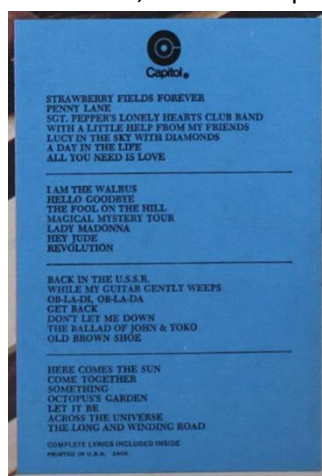 Capitol®
STRAWBERRY FIELDS FOREVER
PENNY LANE
SGT. PEPPER'S LONELY HEARTS CLUB BAND
WITH A LITTLE HELP FROM MY FRIENDS
LUCY IN THE SKY WITH DIAMONDS
A DAY IN THE LIFE
ALL YOU NEED IS LOVE
I AM THE WALRUS
HELLO GOODBYE
THE FOOL ON THE HILL
MAGICAL MYSTERY TOUR
LADY MADONNA
HEY JUDE
REVOLUTION
BACK IN THE U.S.S.R.
WHILE MY GUITAR GENTLY WEEPS
OB-LA-DI, OB-LA-DA
GET BACK
DON'T LET ME DOWN
THE BALLAD OF JOHN & YOKO
OLD BROWN SHOE
HERE COMES THE SUN
COME TOGETHER
SOMETHING
OCTOPUS'S GARDEN
LET IT BE
ACROSS THE UNIVERSE
THE LONG AND WINDING ROAD
COMPLETE LYRICS INCLUDED INSIDE
PRINTED IN U.S.A.